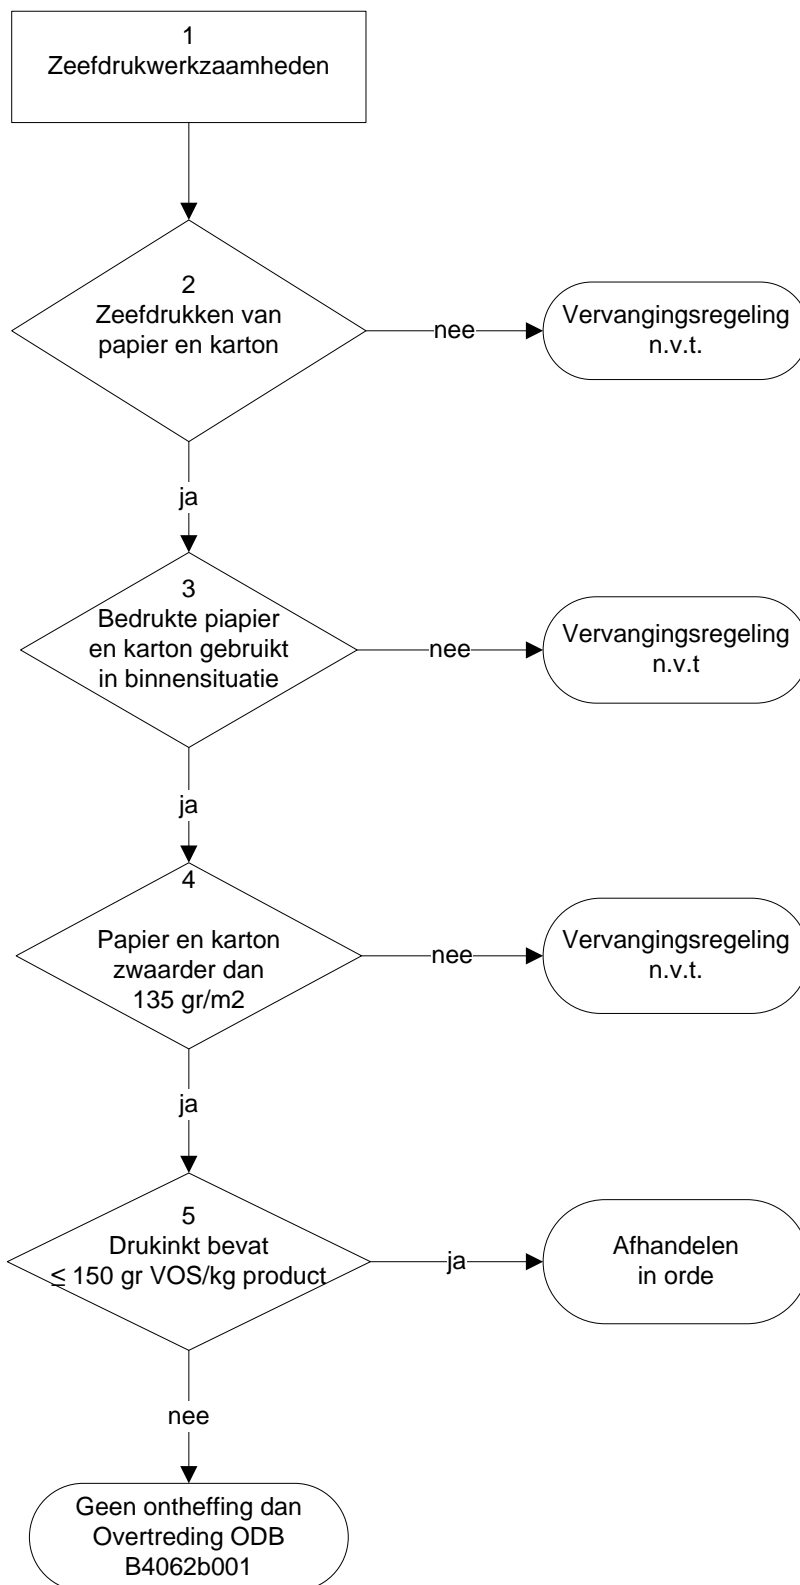 1
Zeefdrukwerkzaamheden
2
Zeefdrukken van
papier en karton
nee
Vervangingsregeling
n.v.t.
ja
3
Bedrukte piapier
en karton gebruikt
in binnensituatie
nee
Vervangingsregeling
n.v.t
ja
4
Papier en karton
zwaarder dan
135 gr/m2
nee
Vervangingsregeling
n.v.t.
ja
5
Drukinkt bevat
≤ 150 gr VOS/kg product
ja
Afhandelen
in orde
nee
Geen ontheffing dan
Overtreding ODB
B4062b001